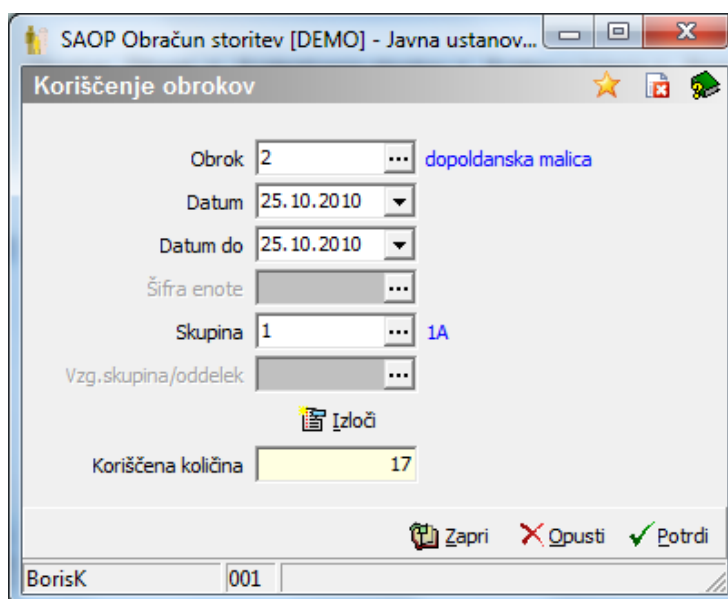 SAOP Obračun storitev [DEMO] - Javna ustanov...
Koriščenje obrokov
Obrok 2 ... dopoldanska malica
Datum 25.10.2010
Datum do 25.10.2010
Šifra enote ...
Skupina 1 ... 1A
Vzg.skupina/oddelek ...
Izloči
Koriščena količina 17
Zapri Opusti Potrdi
BorisK 001